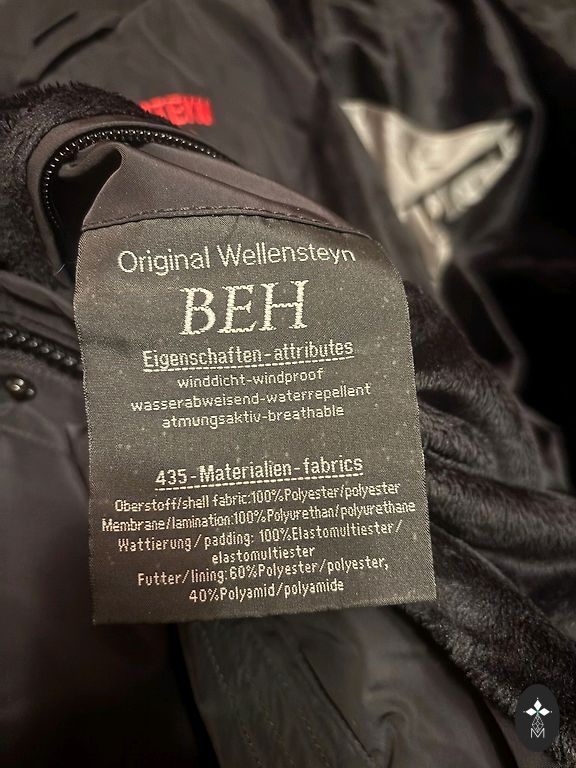 Original Wellensteyn
BEH
Eigenschaften-attributes
winddicht-windproof
wasserabweisend-waterrepellent
atmungsaktiv-breathable
435-Materialien-fabrics
Oberstoff/shell fabric:100%Polyester/polyester
Membrane/lamination:100%Polyurethan/polyurethane
Wattierung/padding: 100%Elastomultiester/
elastomultiester
Futter/lining:60%Polyester/polyester,
40%Polyamid/polyamide
M